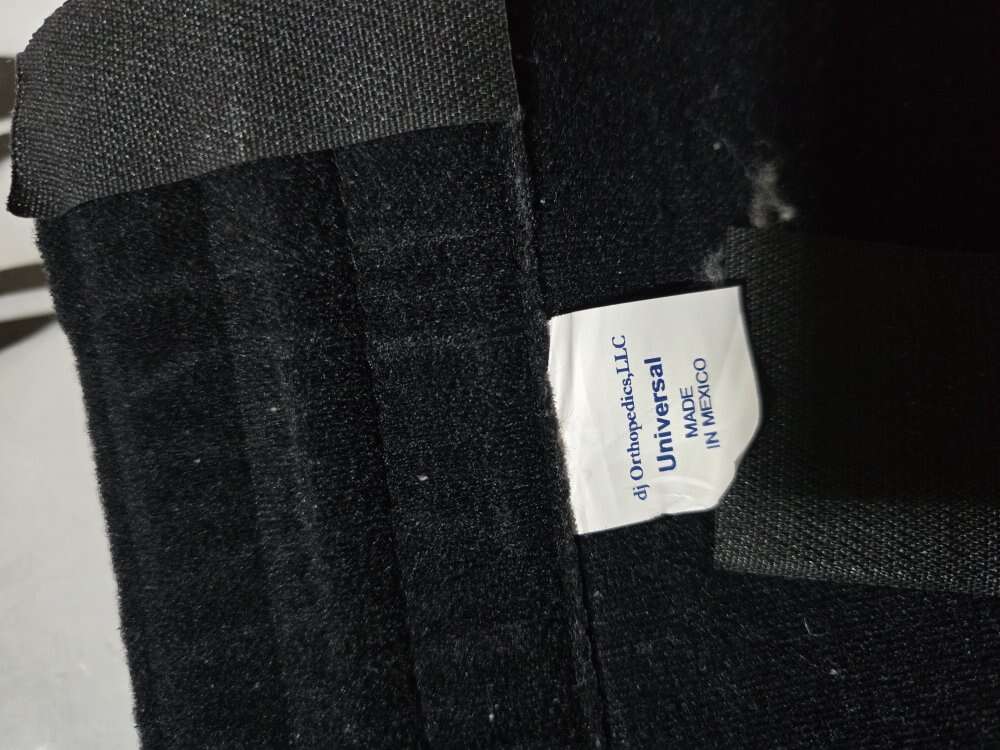 dj Orthopedics,LLC
Universal
MADE
IN MEXICO